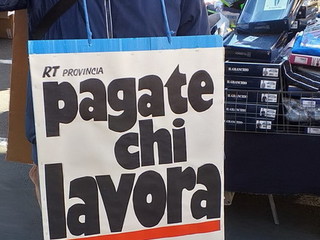 RT PROVINCIA
pagate
chi
lavora